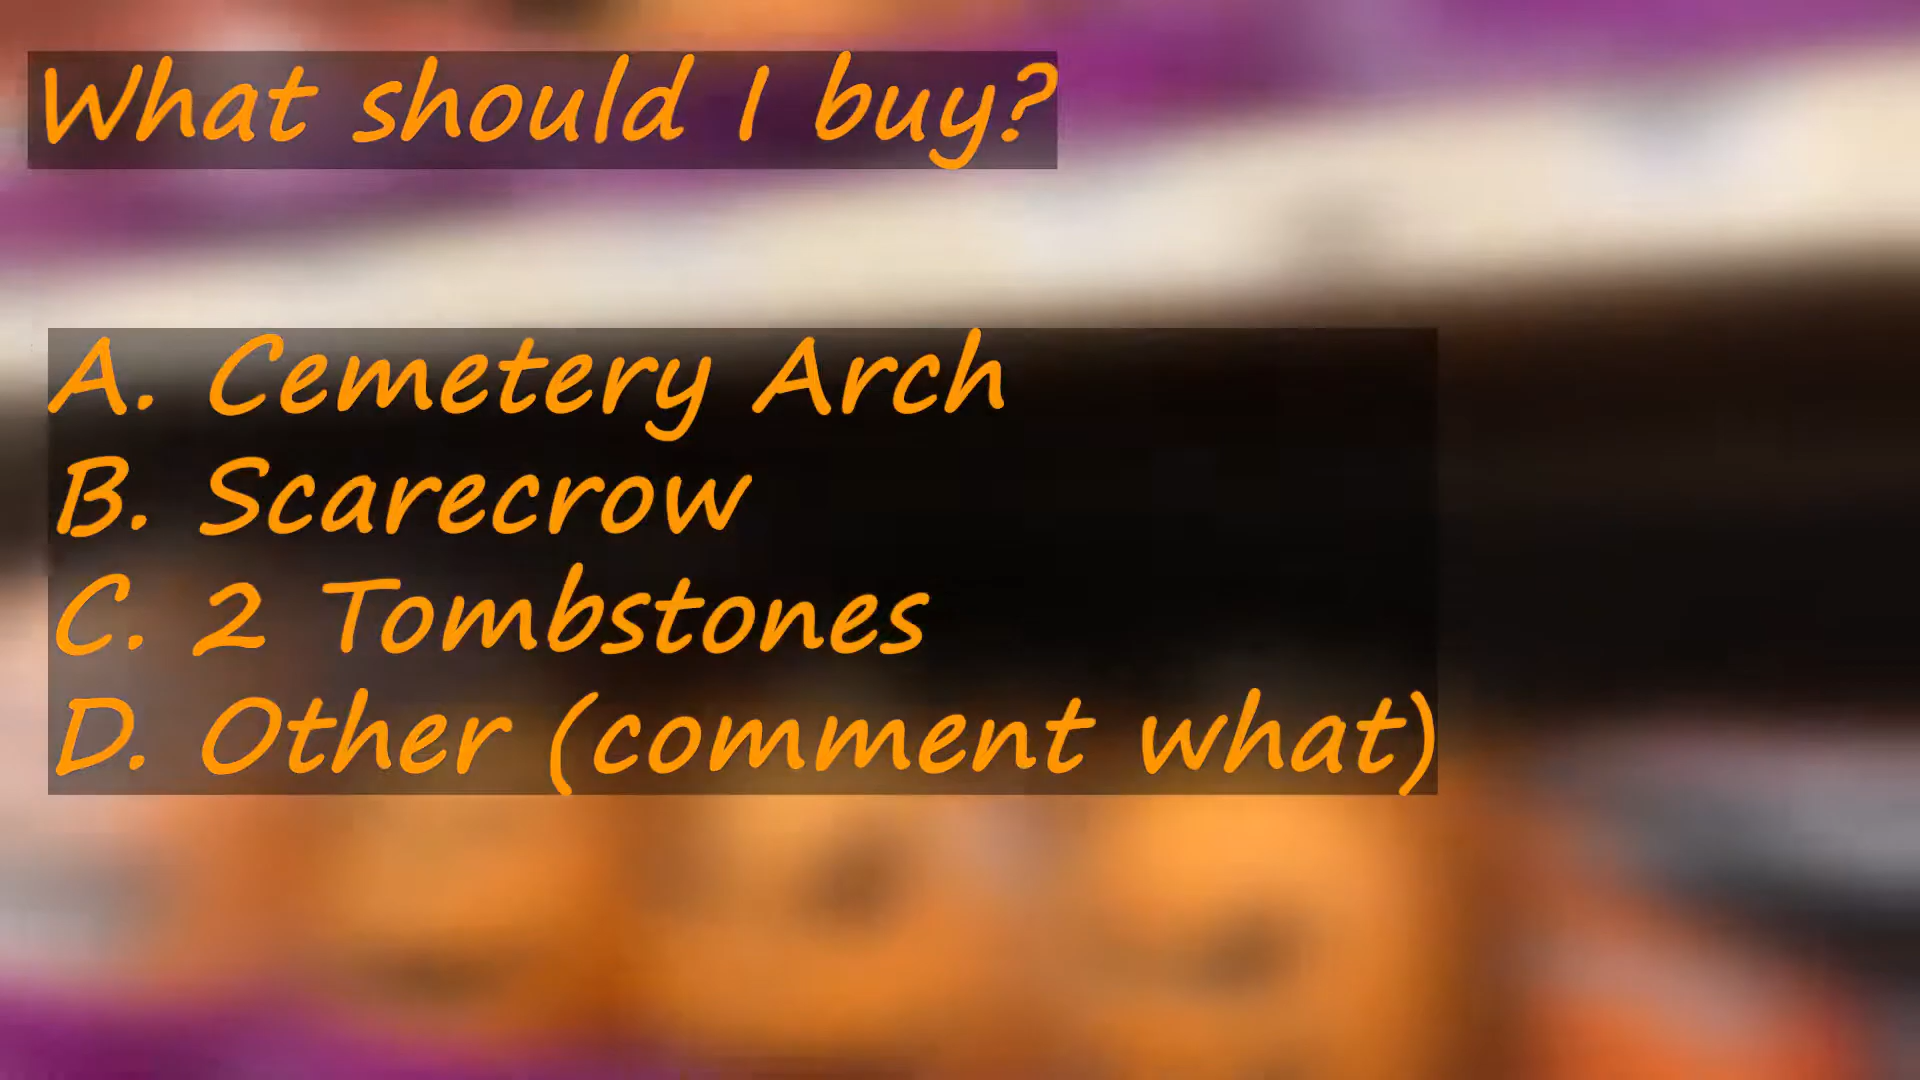 What should I buy?
A. Cemetery Arch
B. Scarecrow
C. 2 Tombstones
D. Other (comment what)